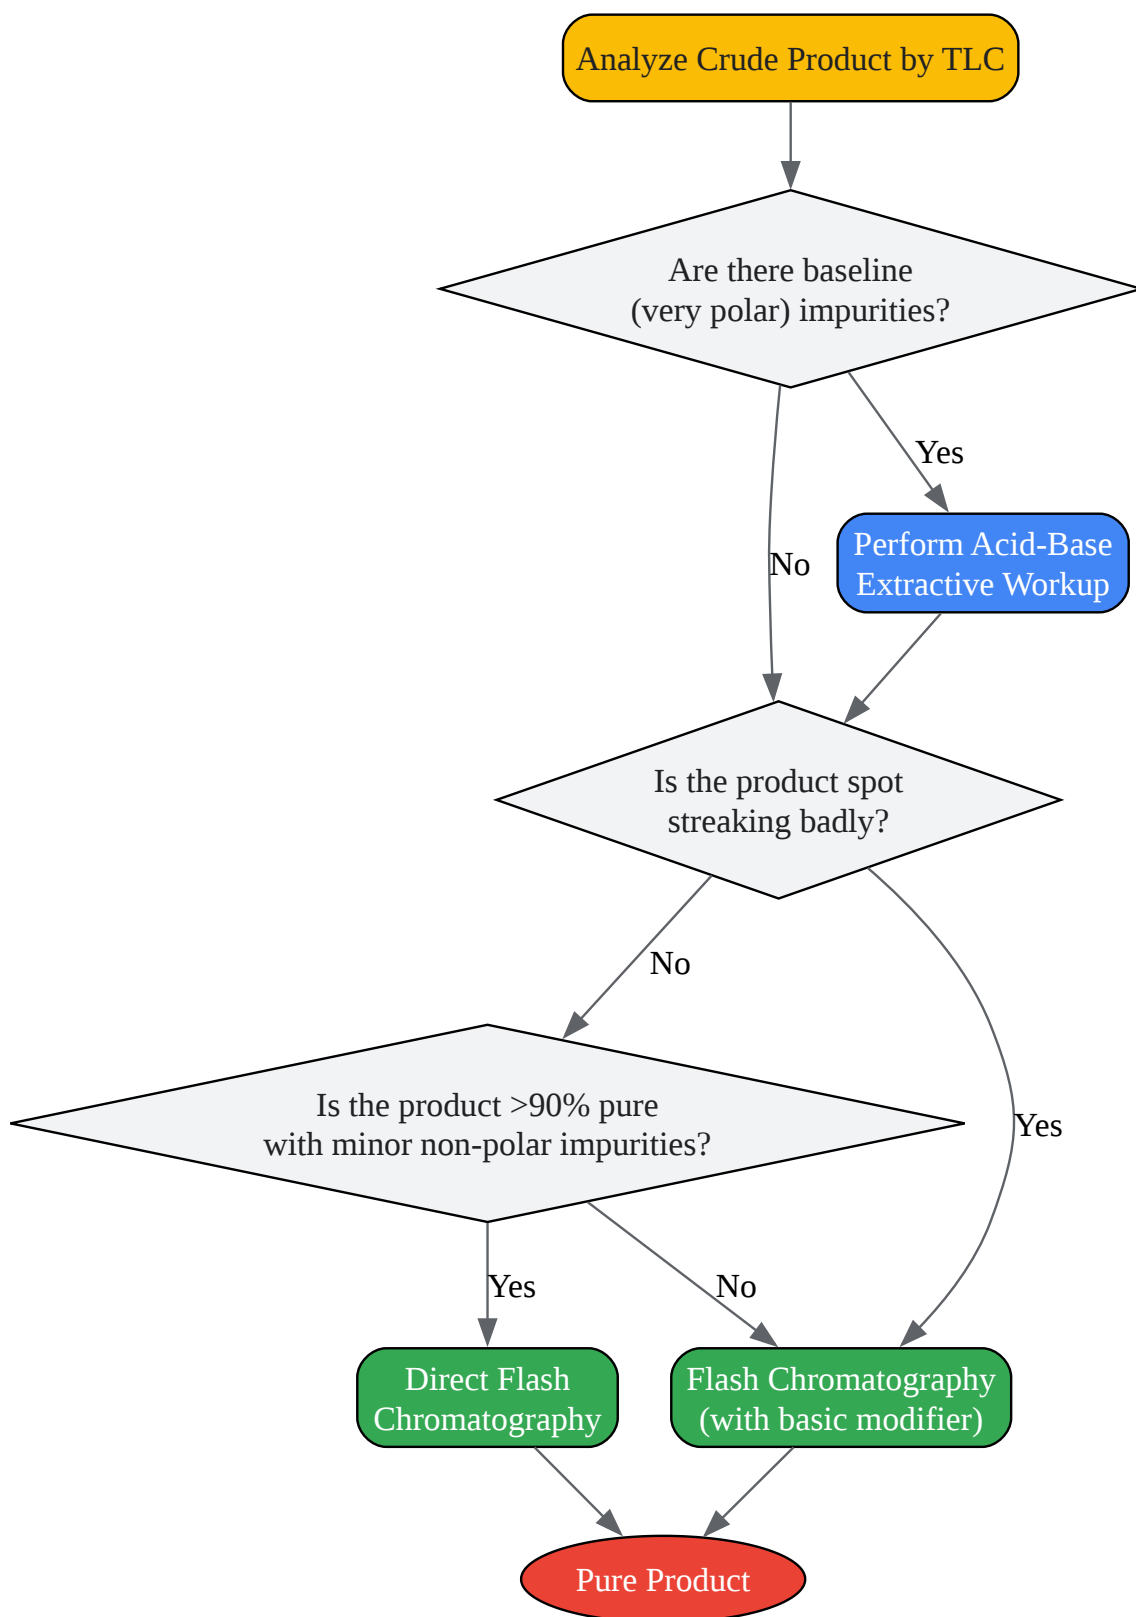 Analyze Crude Product by TLC
Are there baseline
(very polar) impurities?
Yes
No
Perform Acid-Base
Extractive Workup
Is the product spot
streaking badly?
No
Yes
Is the product >90% pure
with minor non-polar impurities?
Yes
No
Direct Flash
Chromatography
Flash Chromatography
(with basic modifier)
Pure Product